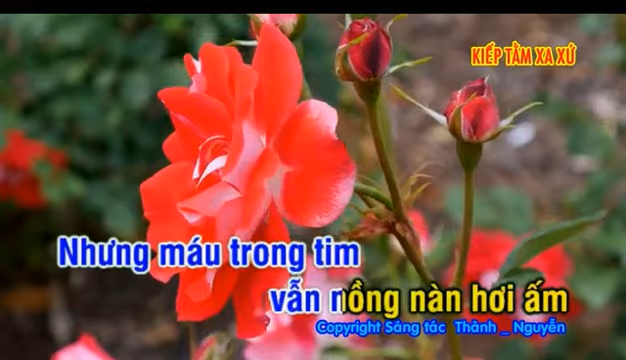 KIẾP TẰM XA XỨ
Nhưng máu trong tim
vẫn nồng nàn hơi ấm
Copyright Sáng tác Thành _ Nguyễn